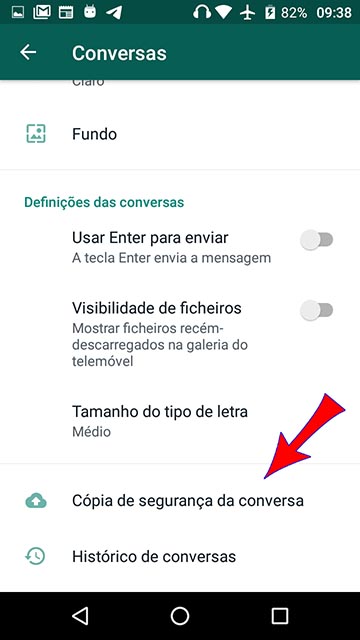 82% 09:38
Conversas
Claro
Fundo
Definições das conversas
Usar Enter para enviar
A tecla Enter envia a mensagem
Visibilidade de ficheiros
Mostrar ficheiros recém-
descarregados na galeria do
telemóvel
Tamanho do tipo de letra
Médio
Cópia de segurança da conversa
Histórico de conversas